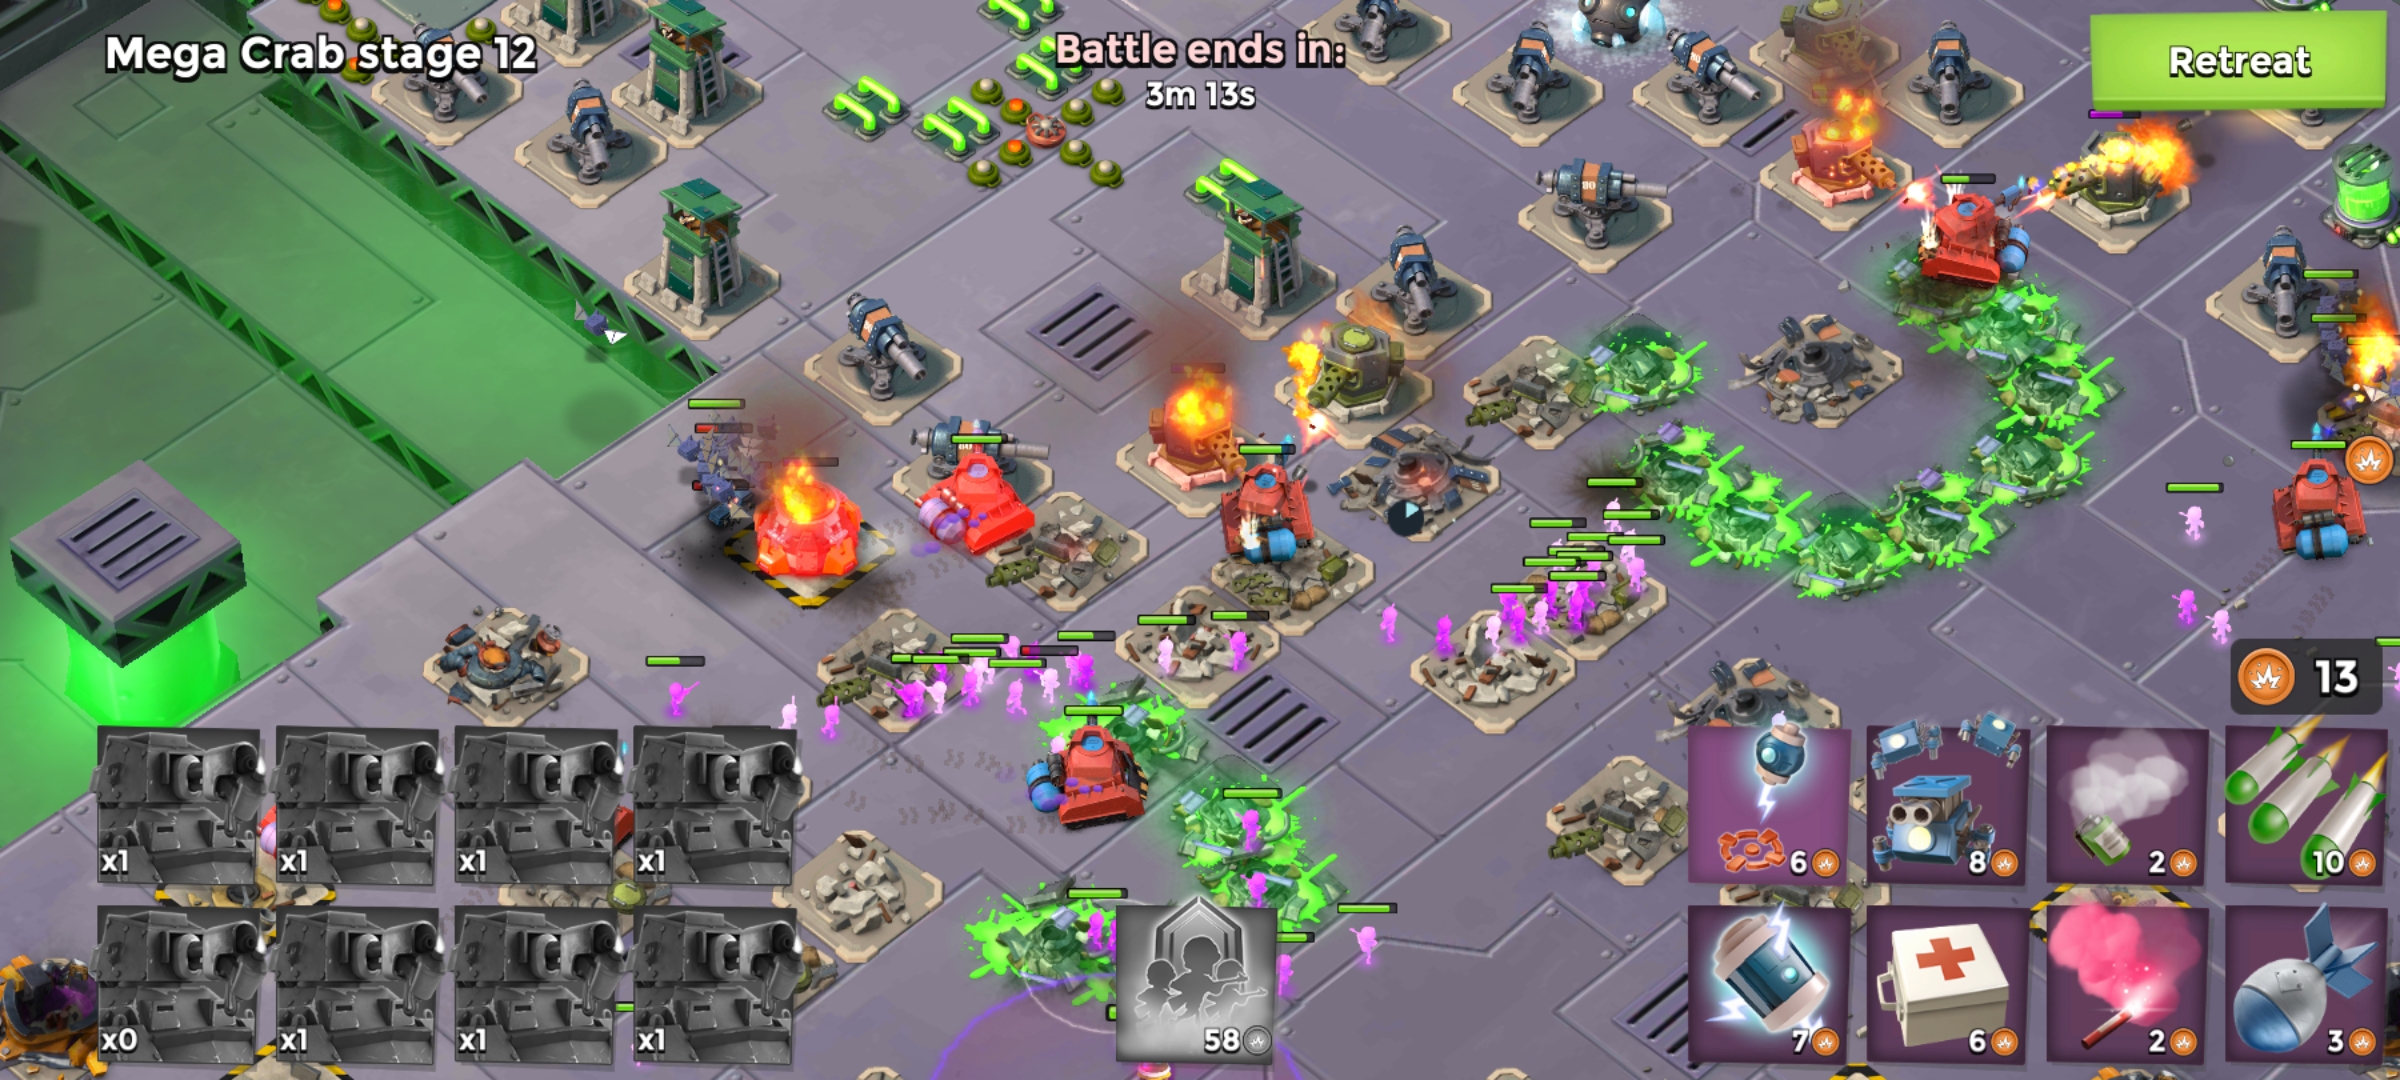 Mega Crab stage 12
Battle ends in:
3m 13s
Retreat
13
x1
x1
x1
x1
6
8
2
10
x0
x1
x1
x1
58
7
6
2
3